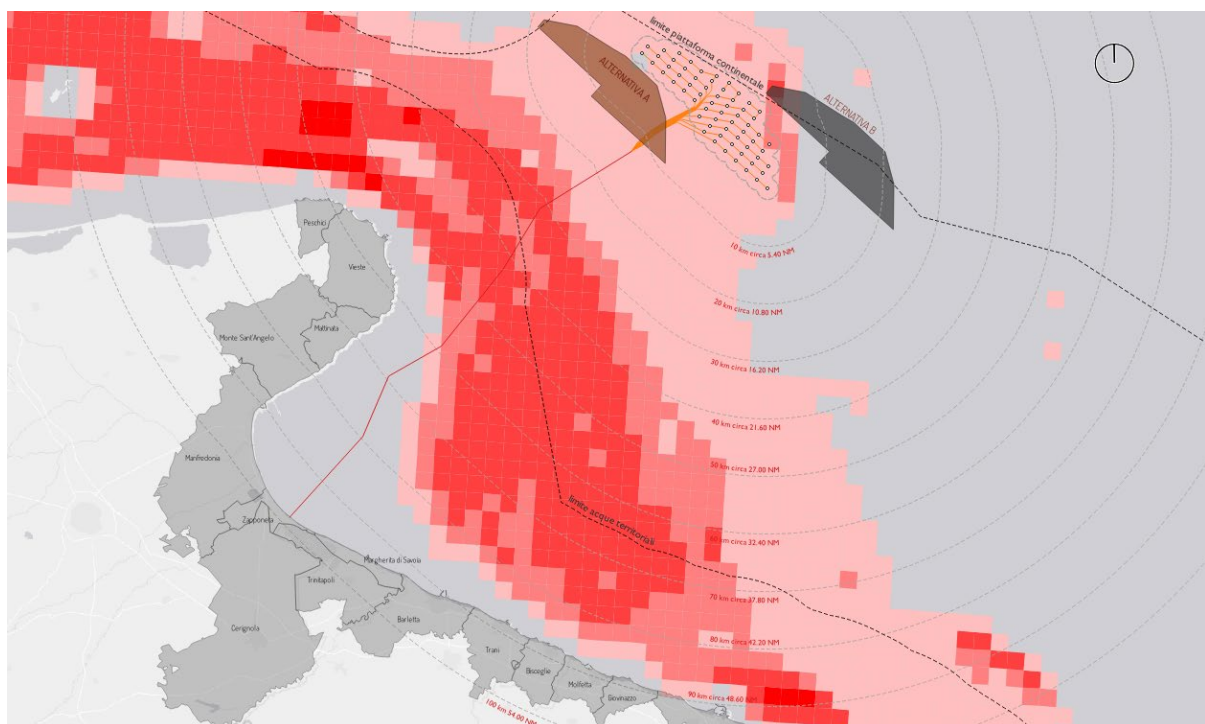 limite piattaforma continentale
ALTERNATIVA A
ALTERNATIVA B
Peschici
Vieste
10 km circa 5.40 NM
20 km circa 10.80 NM
Mattinata
Monte Sant'Angelo
30 km circa 16.20 NM
40 km circa 21.60 NM
Manfredonia
50 km circa 27.00 NM
limite acque territoriali
Zapponeta
60 km circa 32.40 NM
Margherita di Savoia
Trinitapoli
70 km circa 37.80 NM
Cerignola
Barletta
80 km circa 42.20 NM
Trani
Bisceglie
Molfetta
Giovinazzo
90 km circa 48.60 NM
100 km 54.00 NM